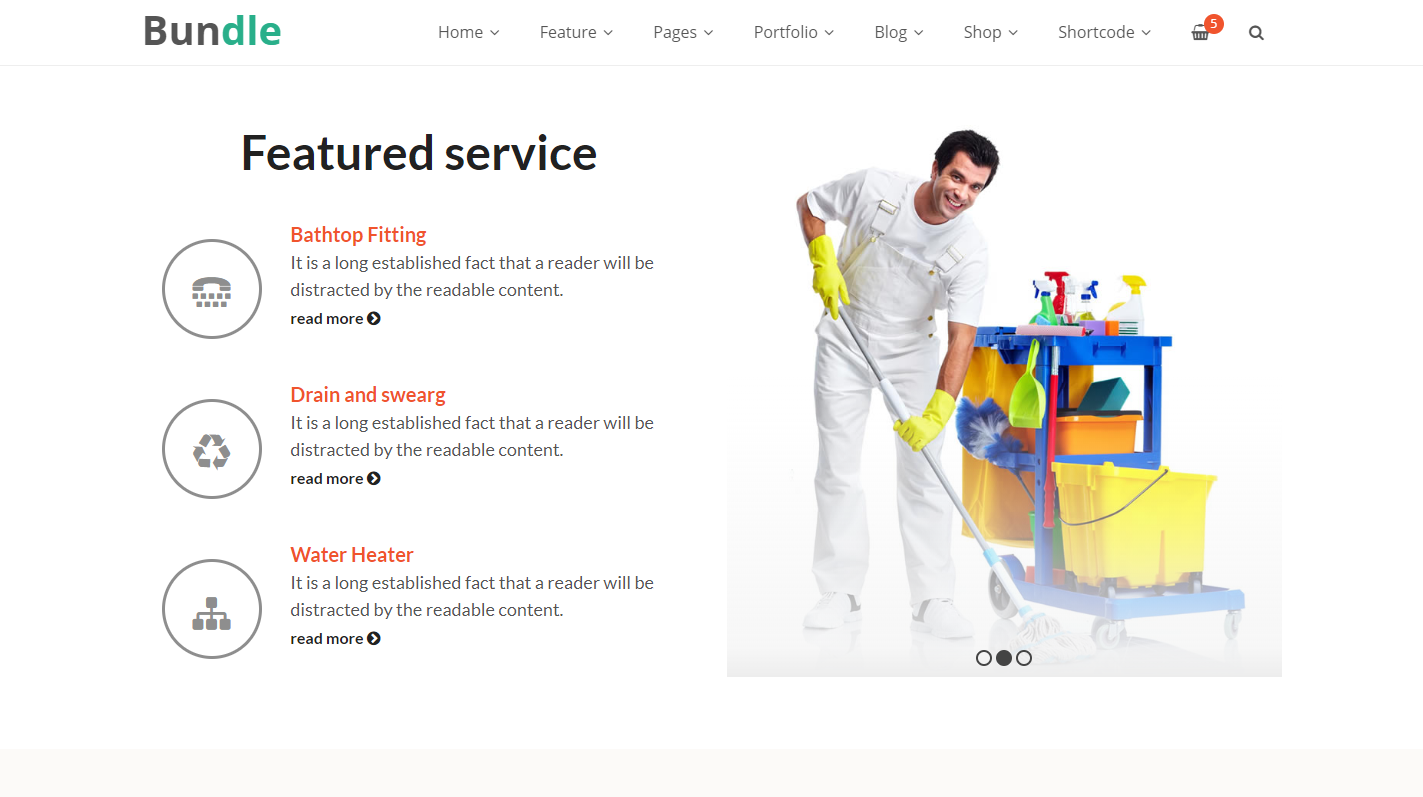 Bundle
Home Feature Pages Portfolio Blog Shop Shortcode 5
Featured service
Bathtop Fitting
It is a long established fact that a reader will be
distracted by the readable content.
read more
Drain and swearg
It is a long established fact that a reader will be
distracted by the readable content.
read more
Water Heater
It is a long established fact that a reader will be
distracted by the readable content.
read more